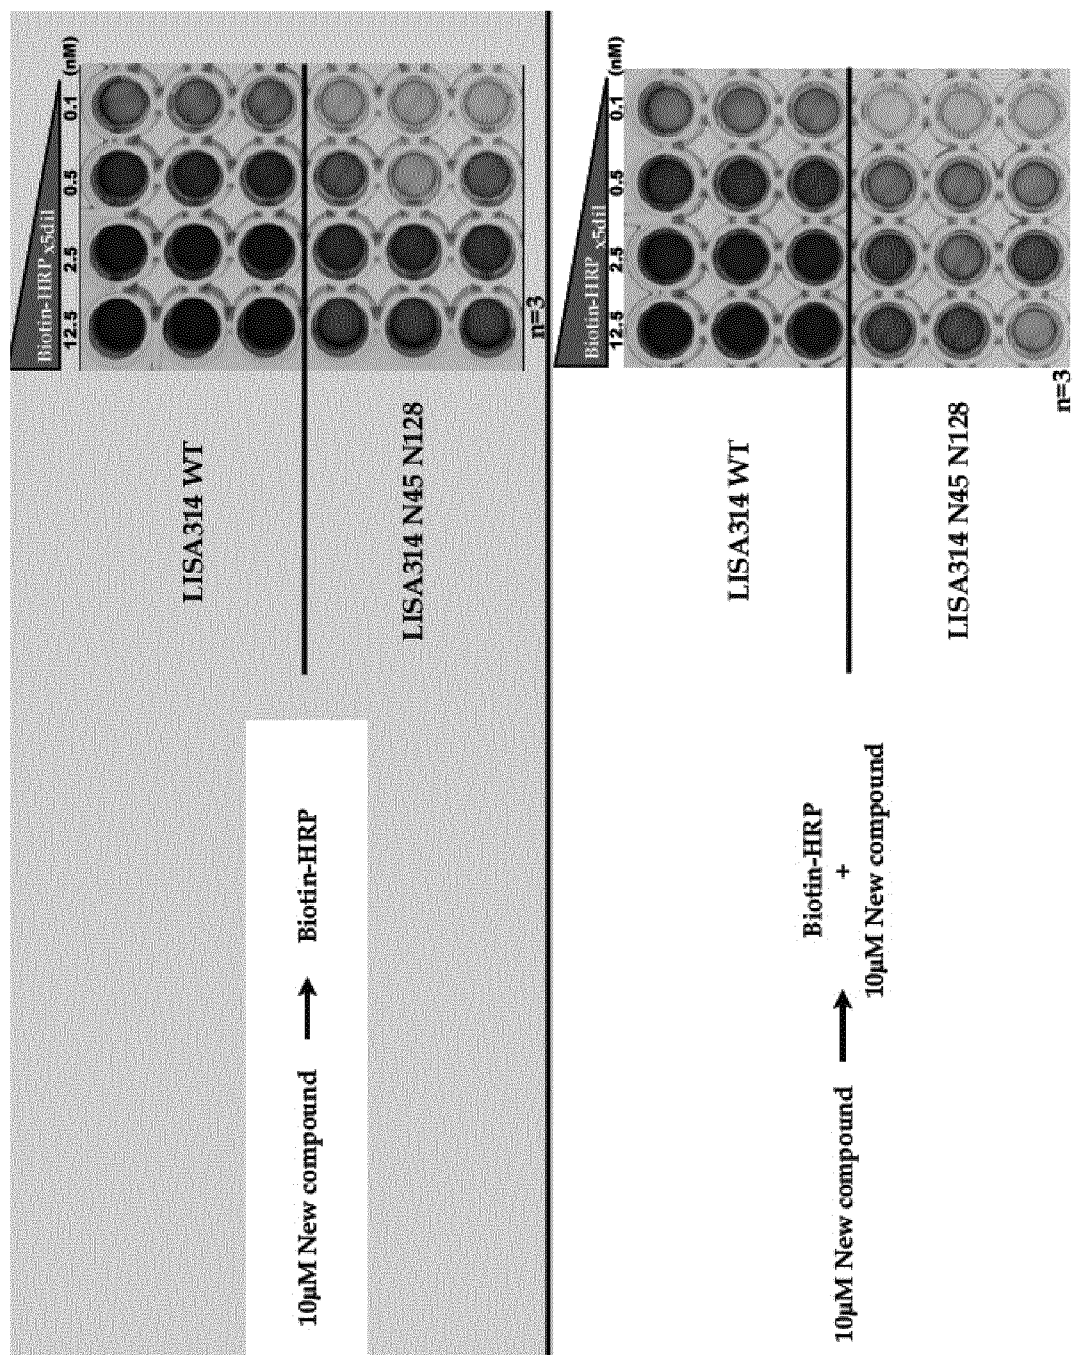 10μM New compound
Biotin-HRP
LISA314 WT
LISA314 N45 N128
Biotin-HRP x5dil
12.5
2.5
0.5
0.1
(nM)
n=3
10μM New compound
Biotin-HRP
+
10μM New compound
LISA314 WT
LISA314 N45 N128
Biotin-HRP x5dil
12.5
2.5
0.5
0.1
(nM)
n=3